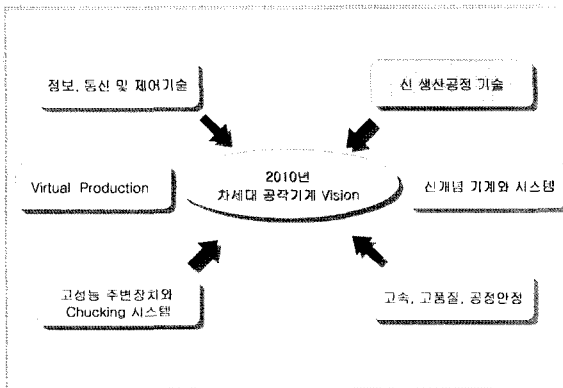 정보, 통신 및 제어기술
신 생산공정 기술
2010년
차세대 공작기계 Vision
Virtual Production
신개념 기계와 시스템
고성능 주변장치와
Chucking 시스템
고속, 고품질, 공정안정